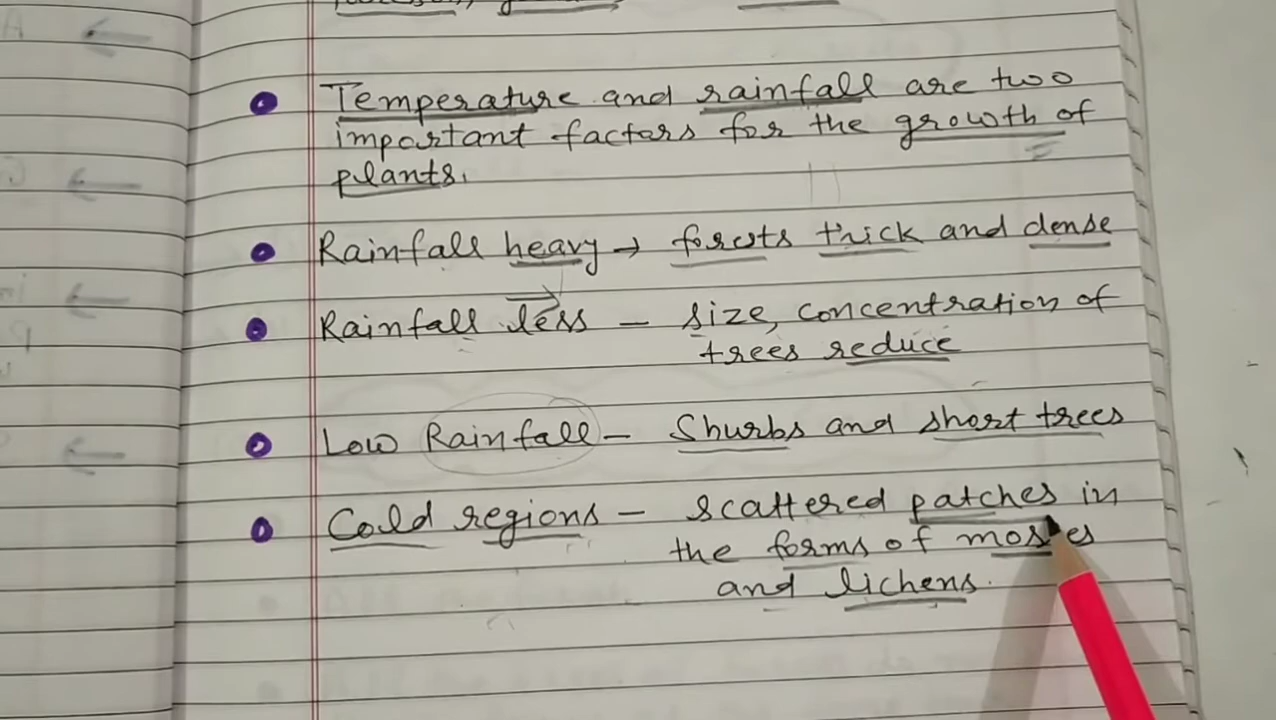 Temperature and rainfall are two
important factors for the growth of
plants.
Rainfall heavy → forests thick and dense
Rainfall less – size, concentration of
trees reduce
Low Rainfall – Shurbs and short trees
Cold regions – scattered patches in
the forms of mosses
and lichens.